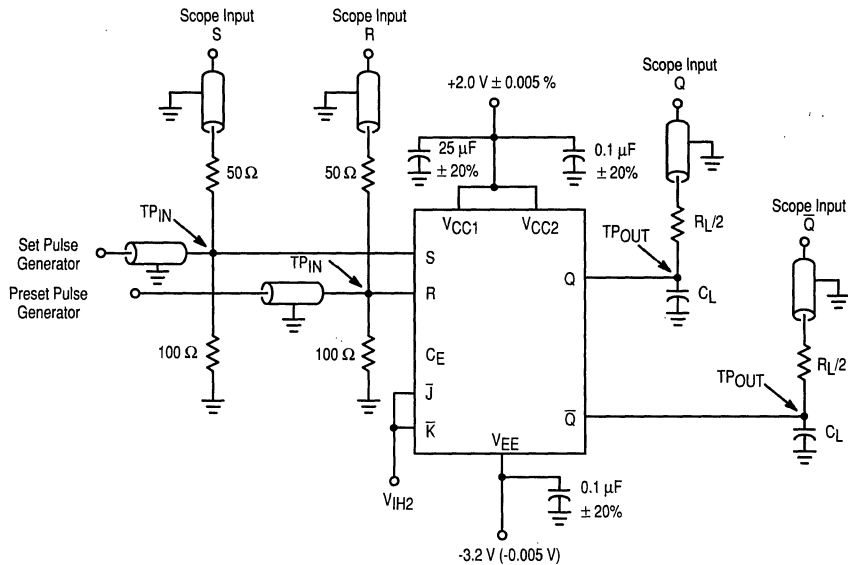 Scope Input
S
Scope Input
R
Scope Input
Q
+2.0 V ± 0.005 %
25 µF
± 20%
0.1 µF
± 20%
50 Ω
50 Ω
VCC1
VCC2
RL/2
Scope Input
Q̅
TPIN
TPOUT
Set Pulse
Generator
S
TPIN
Q
Preset Pulse
Generator
R
CL
100 Ω
100 Ω
CE
RL/2
TPOUT
J̅
K̅
Q̅
CL
VEE
VIH2
0.1 µF
± 20%
-3.2 V (-0.005 V)